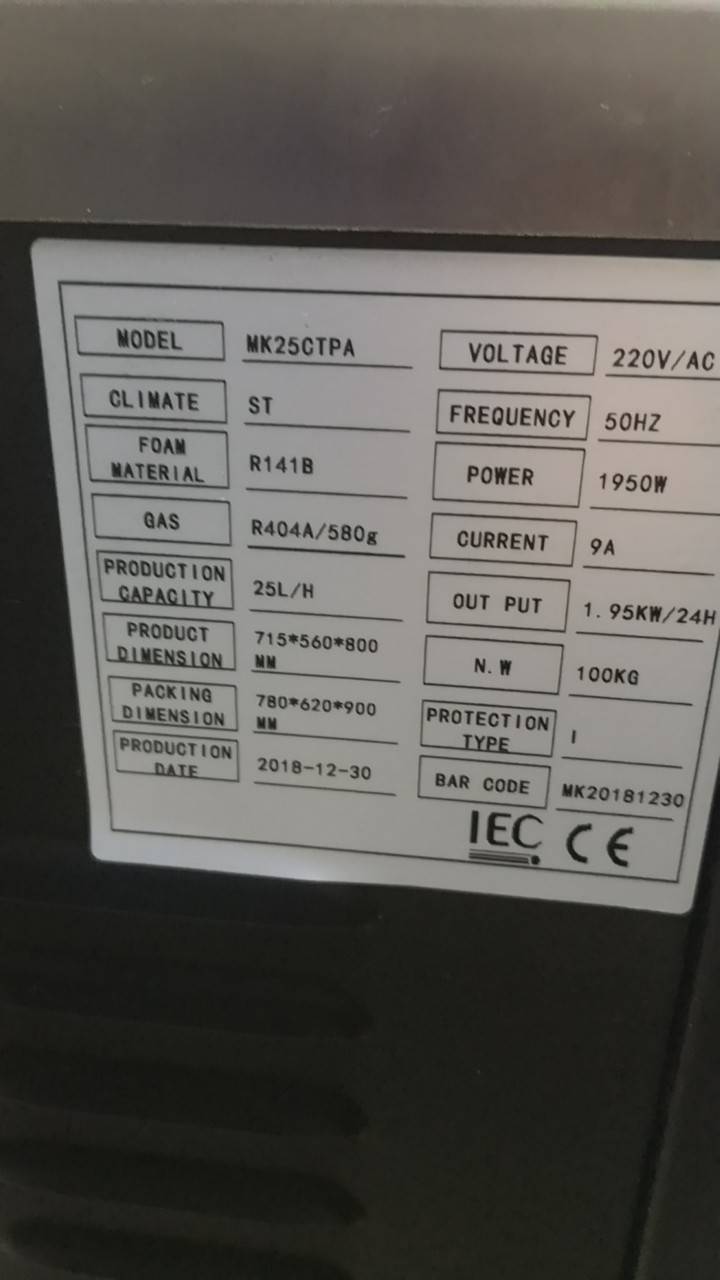 MODEL MK25CTPA VOLTAGE 220V/AC
CLIMATE ST FREQUENCY 50HZ
FOAM
MATERIAL R141B POWER 1950W
GAS R404A/580g CURRENT 9A
PRODUCTION
CAPACITY 25L/H OUT PUT 1.95KW/24H
PRODUCT
DIMENSION 715*560*800
MM N.W 100KG
PACKING
DIMENSION 780*620*900
MM PROTECTION
TYPE I
PRODUCTION
DATE 2018-12-30 BAR CODE MK20181230
IEC. CE